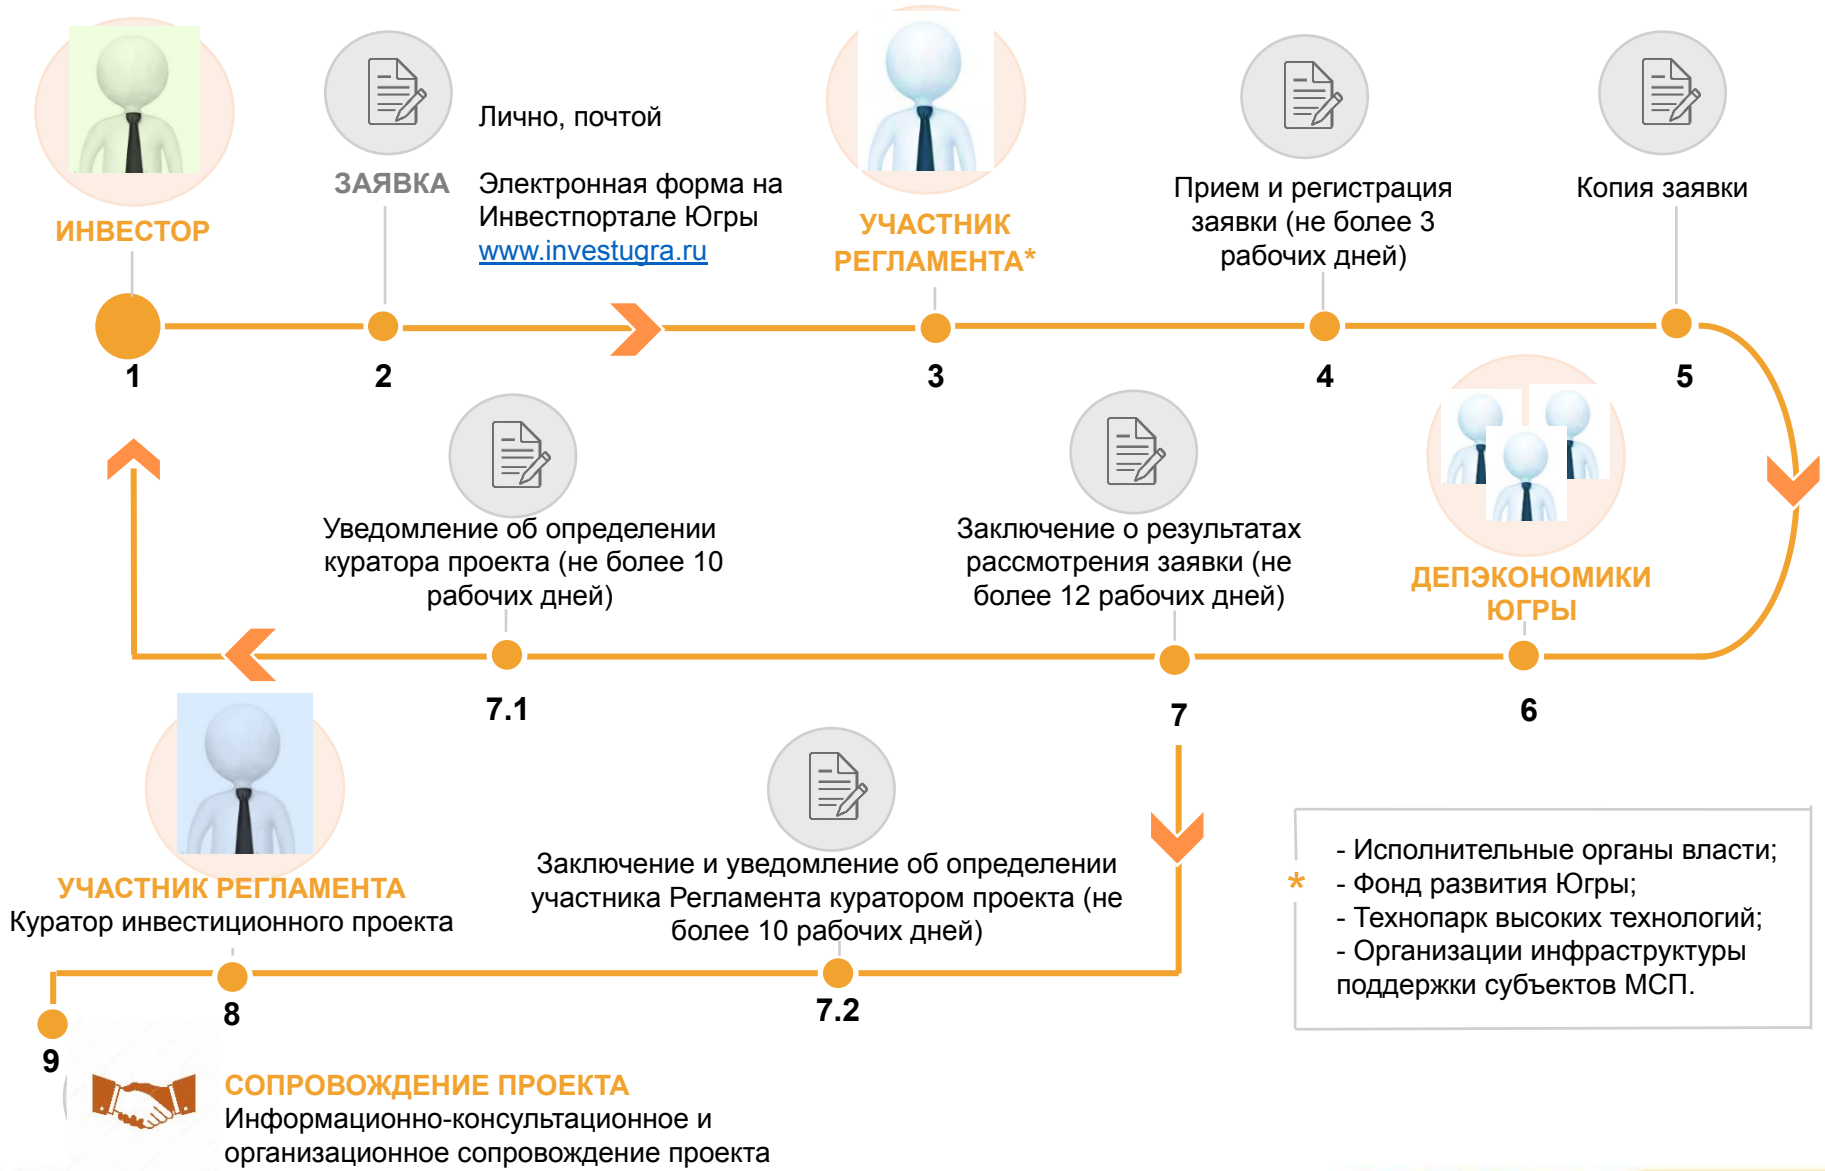 ИНВЕСТОР
1
ЗАЯВКА
Лично, почтой
Электронная форма на
Инвестпортале Югры
www.investugra.ru
2
УЧАСТНИК
РЕГЛАМЕНТА*
3
Прием и регистрация
заявки (не более 3
рабочих дней)
4
Копия заявки
5
ДЕПЭКОНОМИКИ
ЮГРЫ
6
Заключение о результатах
рассмотрения заявки (не
более 12 рабочих дней)
7
Уведомление об определении
куратора проекта (не более 10
рабочих дней)
7.1
Заключение и уведомление об определении
участника Регламента куратором проекта (не
более 10 рабочих дней)
7.2
УЧАСТНИК РЕГЛАМЕНТА
Куратор инвестиционного проекта
8
9
СОПРОВОЖДЕНИЕ ПРОЕКТА
Информационно-консультационное и
организационное сопровождение проекта
*
- Исполнительные органы власти;
- Фонд развития Югры;
- Технопарк высоких технологий;
- Организации инфраструктуры
поддержки субъектов МСП.